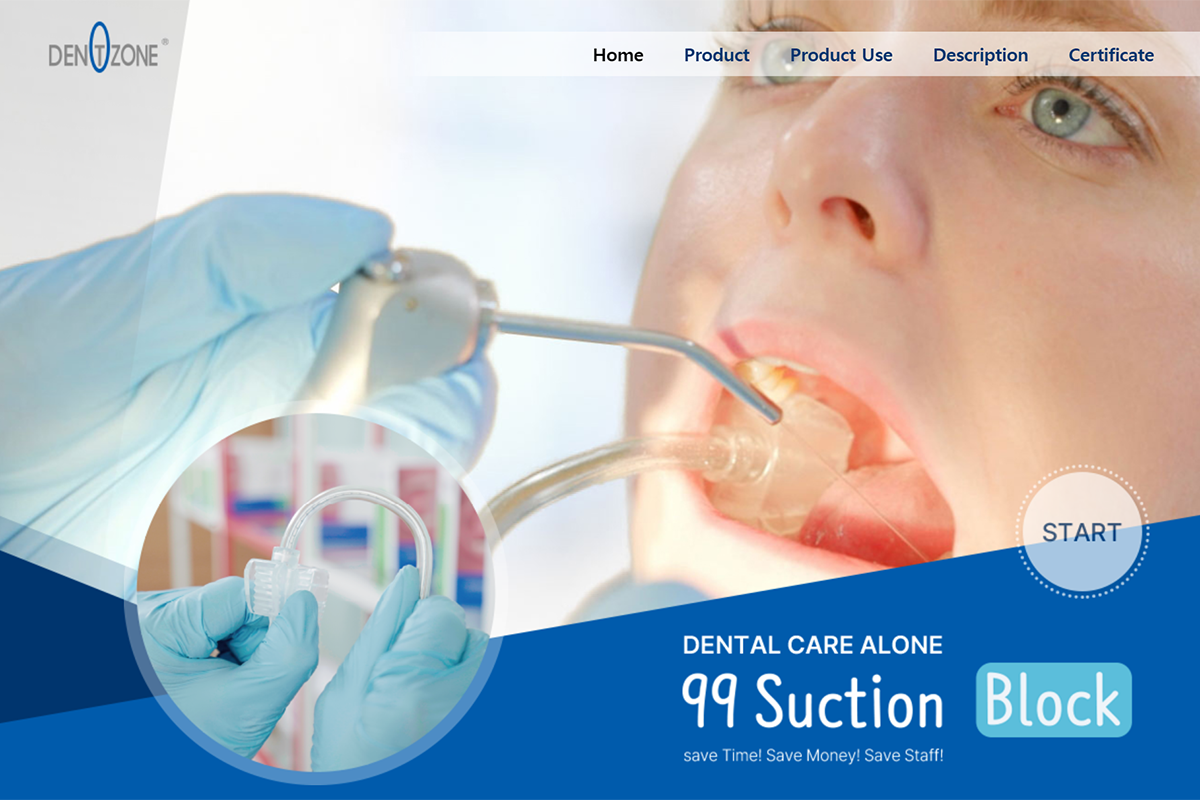 DENTZONE®
Home Product Product Use Description Certificate
START
DENTAL CARE ALONE
99 Suction Block
save Time! Save Money! Save Staff!